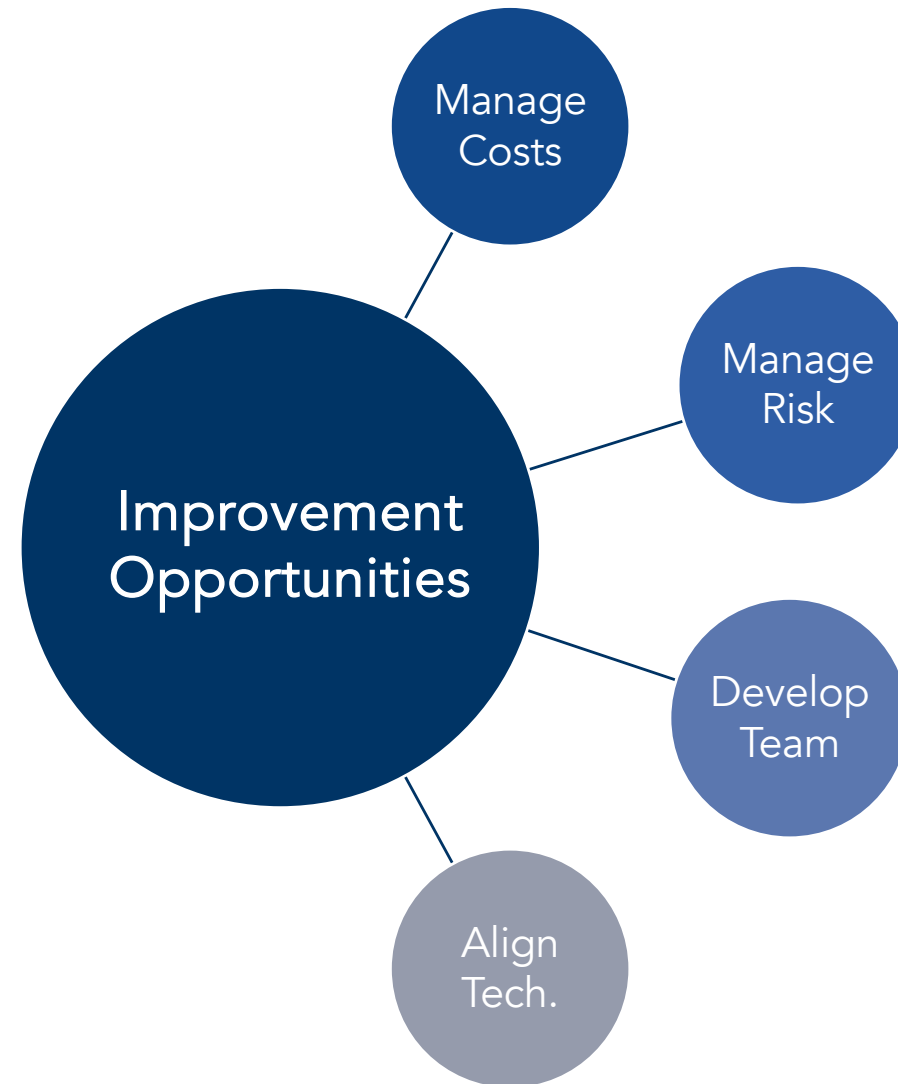 Manage
Costs
Manage
Risk
Improvement
Opportunities
Develop
Team
Align
Tech.